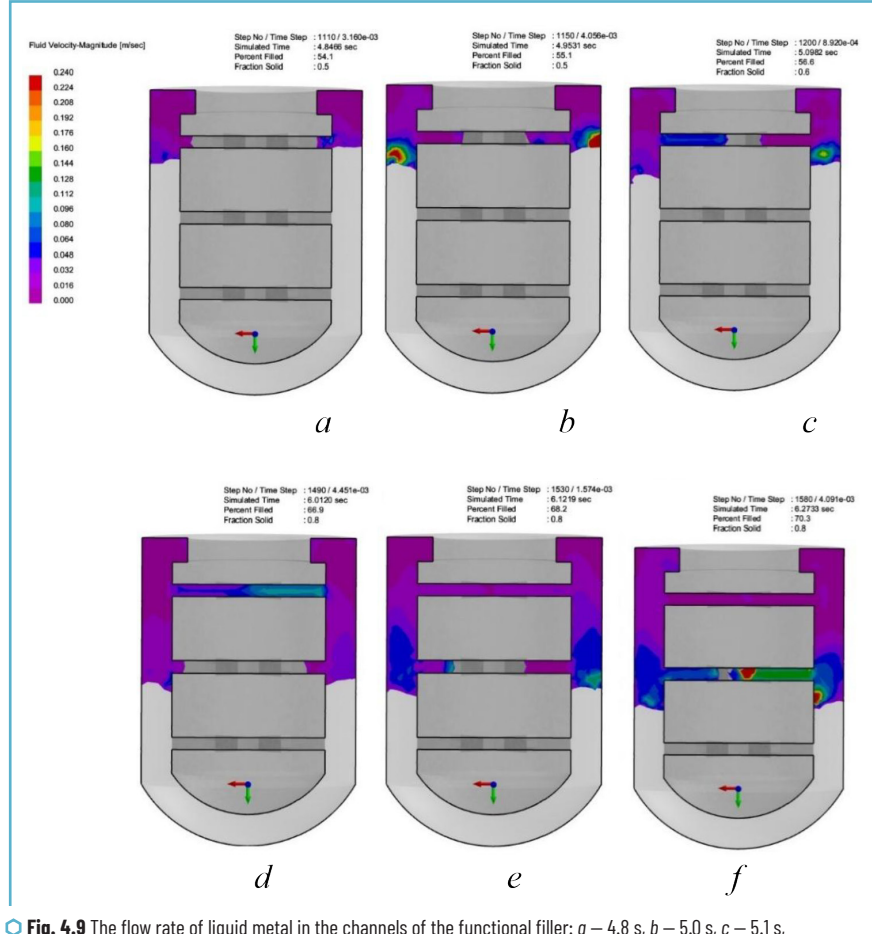 Fluid Velocity-Magnitude [m/sec]
0.240
0.224
0.208
0.192
0.176
0.160
0.144
0.128
0.112
0.096
0.080
0.064
0.048
0.032
0.016
0.000
Step No / Time Step : 1110 / 3.160e-03
Simulated Time : 4.8466 sec
Percent Filled : 54.1
Fraction Solid : 0.5
Step No / Time Step : 1150 / 4.056e-03
Simulated Time : 4.9531 sec
Percent Filled : 55.1
Fraction Solid : 0.5
Step No / Time Step : 1200 / 8.920e-04
Simulated Time : 5.0982 sec
Percent Filled : 56.6
Fraction Solid : 0.6
a
b
c
Step No / Time Step : 1490 / 4.451e-03
Simulated Time : 6.0120 sec
Percent Filled : 66.9
Fraction Solid : 0.8
Step No / Time Step : 1530 / 1.574e-03
Simulated Time : 6.1219 sec
Percent Filled : 68.2
Fraction Solid : 0.8
Step No / Time Step : 1580 / 4.091e-03
Simulated Time : 6.2733 sec
Percent Filled : 70.3
Fraction Solid : 0.8
d
e
f
Fig. 4.9 The flow rate of liquid metal in the channels of the functional filler: a — 4.8 s, b — 5.0 s, c — 5.1 s,